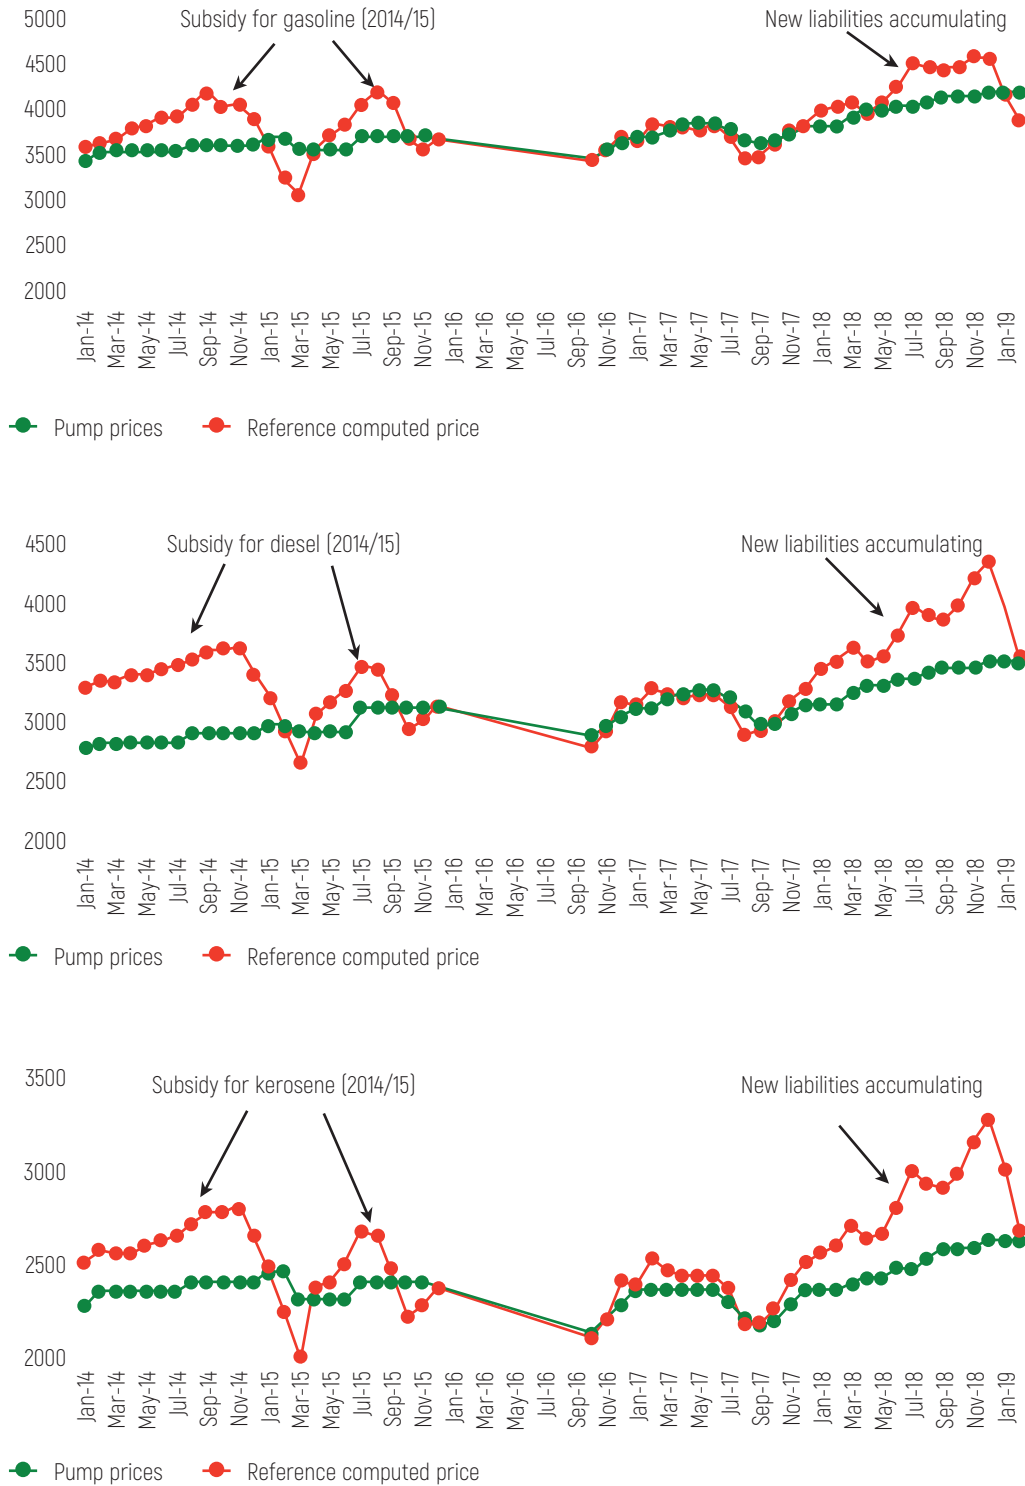 Subsidy for gasoline (2014/15) New liabilities accumulating
5000
4500
4000
3500
3000
2500
2000
Jan-14 Mar-14 May-14 Jul-14 Sep-14 Nov-14 Jan-15 Mar-15 May-15 Jul-15 Sep-15 Nov-15 Jan-16 Mar-16 May-16 Jul-16 Sep-16 Nov-16 Jan-17 Mar-17 May-17 Jul-17 Sep-17 Nov-17 Jan-18 Mar-18 May-18 Jul-18 Sep-18 Nov-18 Jan-19
Pump prices Reference computed price
Subsidy for diesel (2014/15) New liabilities accumulating
4500
4000
3500
3000
2500
2000
Jan-14 Mar-14 May-14 Jul-14 Sep-14 Nov-14 Jan-15 Mar-15 May-15 Jul-15 Sep-15 Nov-15 Jan-16 Mar-16 May-16 Jul-16 Sep-16 Nov-16 Jan-17 Mar-17 May-17 Jul-17 Sep-17 Nov-17 Jan-18 Mar-18 May-18 Jul-18 Sep-18 Nov-18 Jan-19
Pump prices Reference computed price
Subsidy for kerosene (2014/15) New liabilities accumulating
3500
3000
2500
2000
Jan-14 Mar-14 May-14 Jul-14 Sep-14 Nov-14 Jan-15 Mar-15 May-15 Jul-15 Sep-15 Nov-15 Jan-16 Mar-16 May-16 Jul-16 Sep-16 Nov-16 Jan-17 Mar-17 May-17 Jul-17 Sep-17 Nov-17 Jan-18 Mar-18 May-18 Jul-18 Sep-18 Nov-18 Jan-19
Pump prices Reference computed price